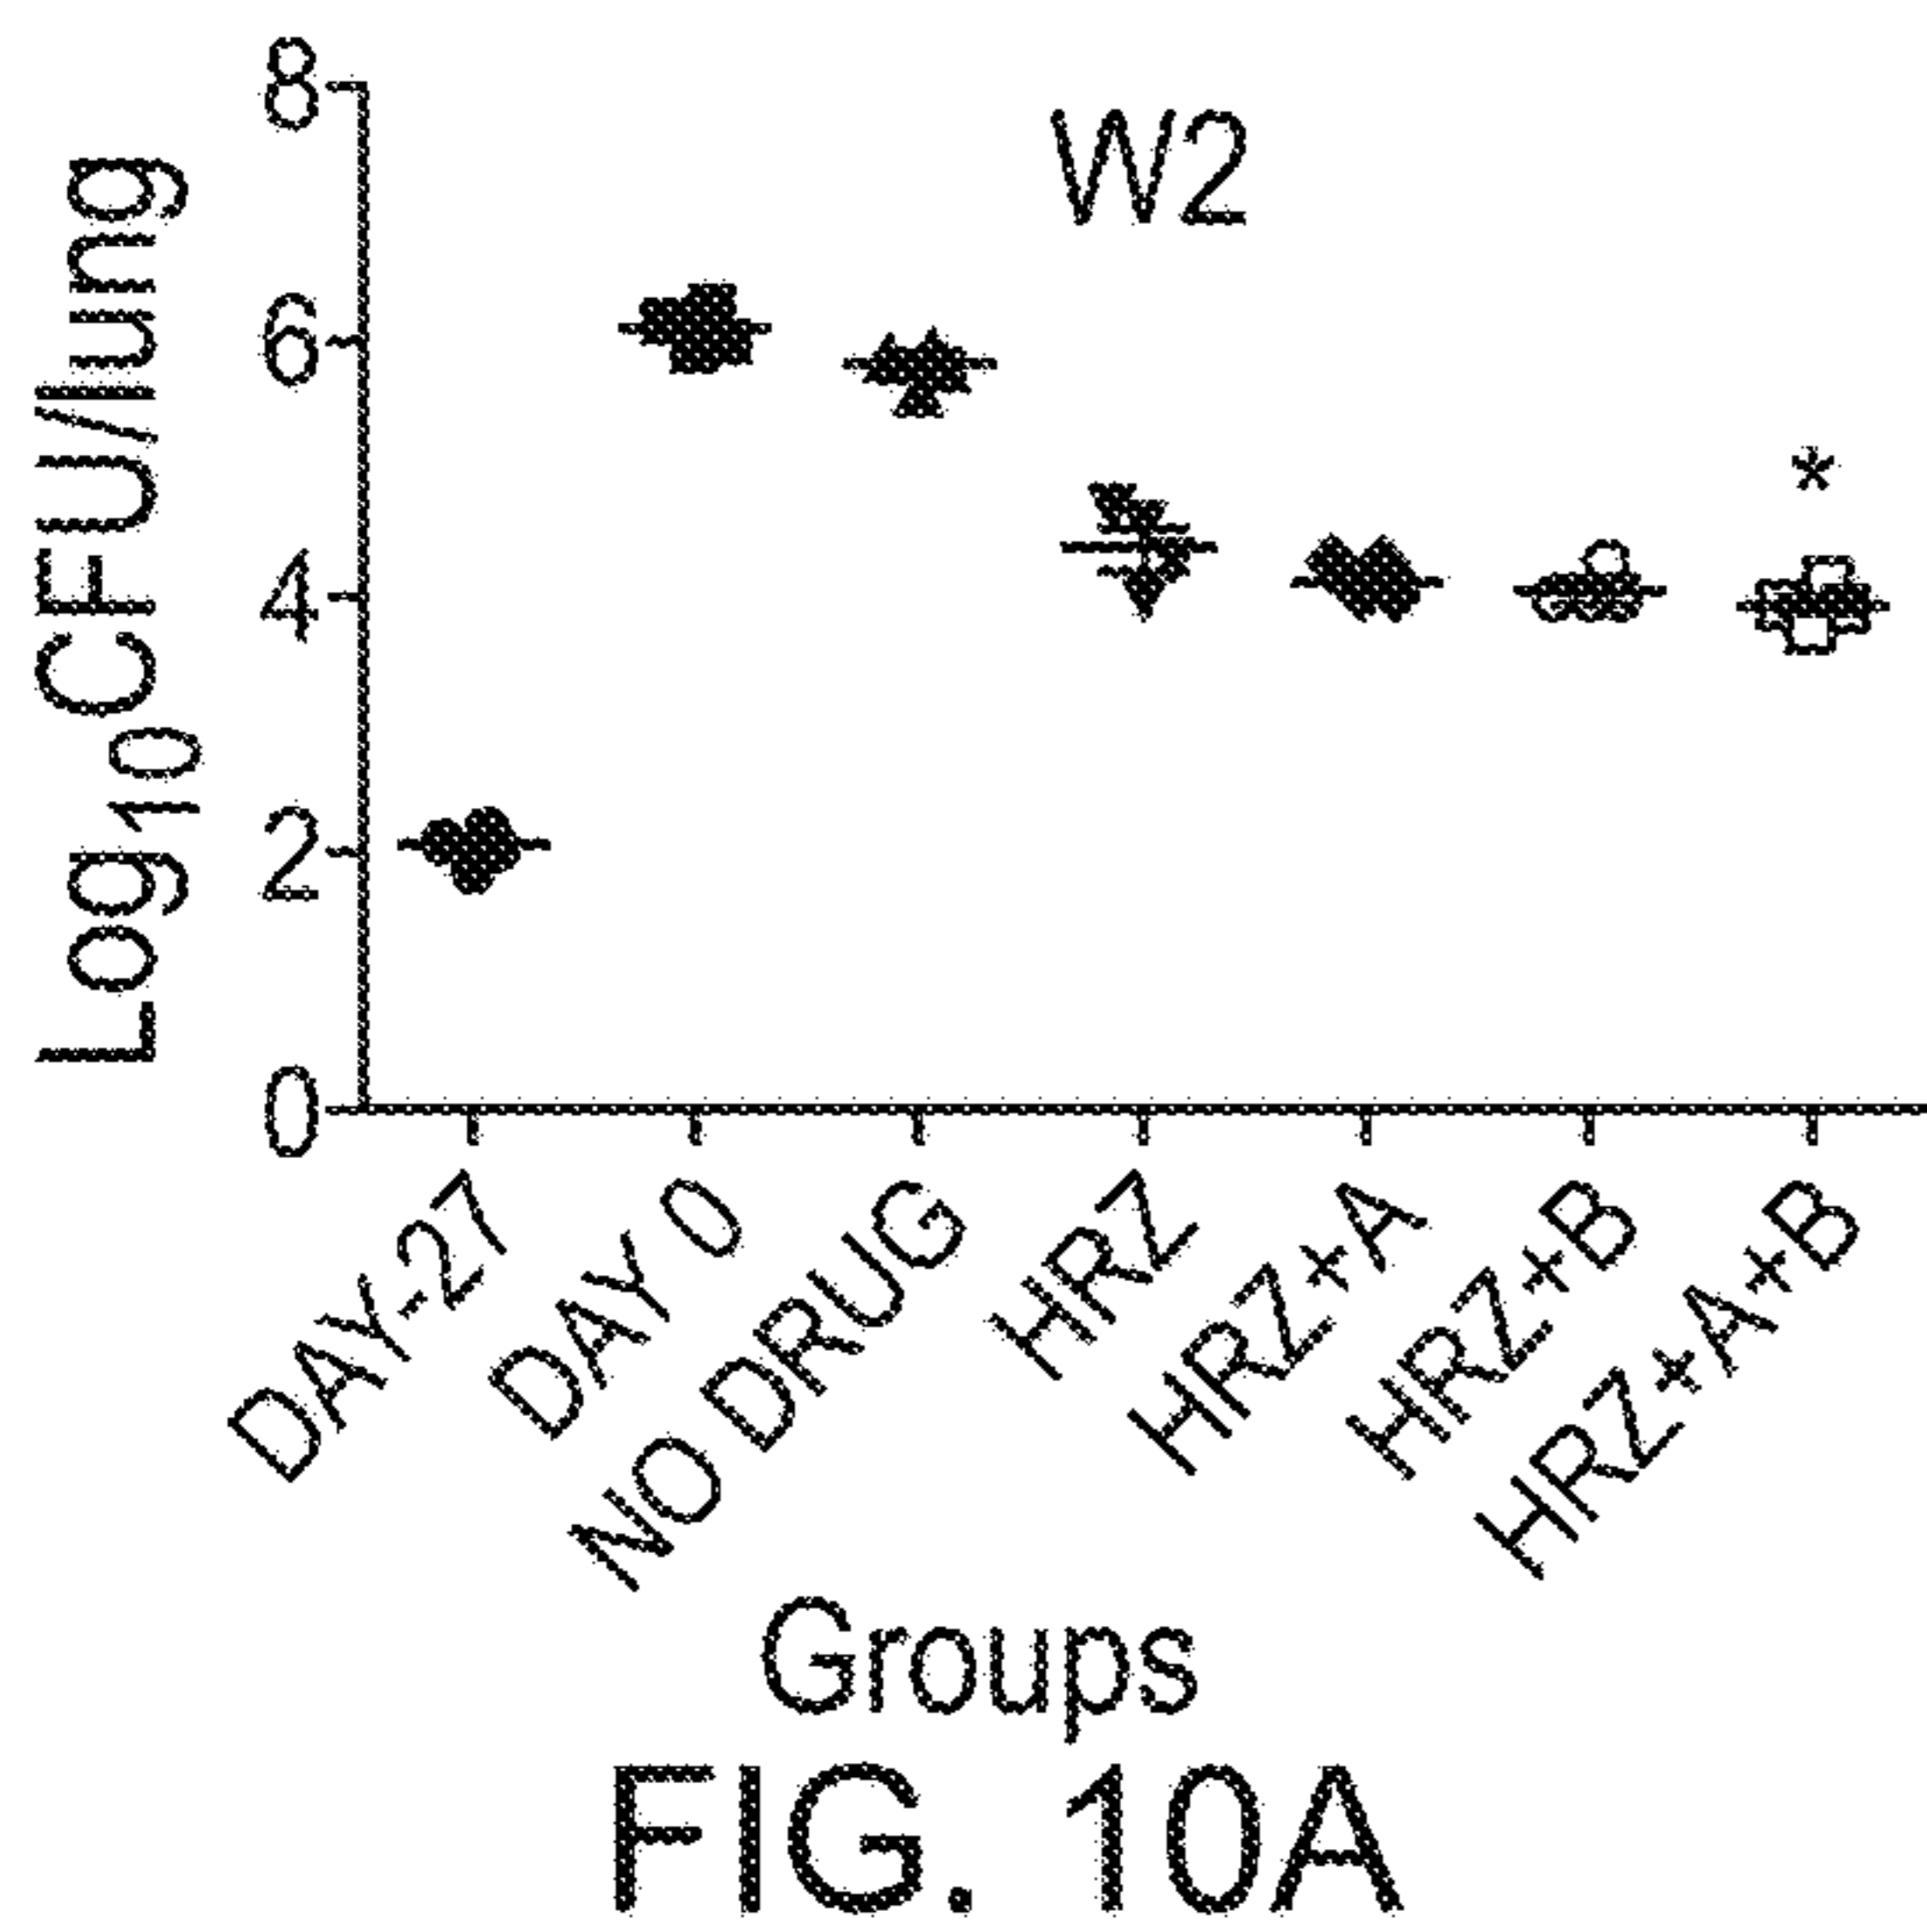 Log10CFU/lung
8
6
4
2
0
W2
*
DAY-27
DAY 0
NO DRUG
HRZ
HRZ+A
HRZ+B
HRZ+A+B
Groups
FIG. 10A